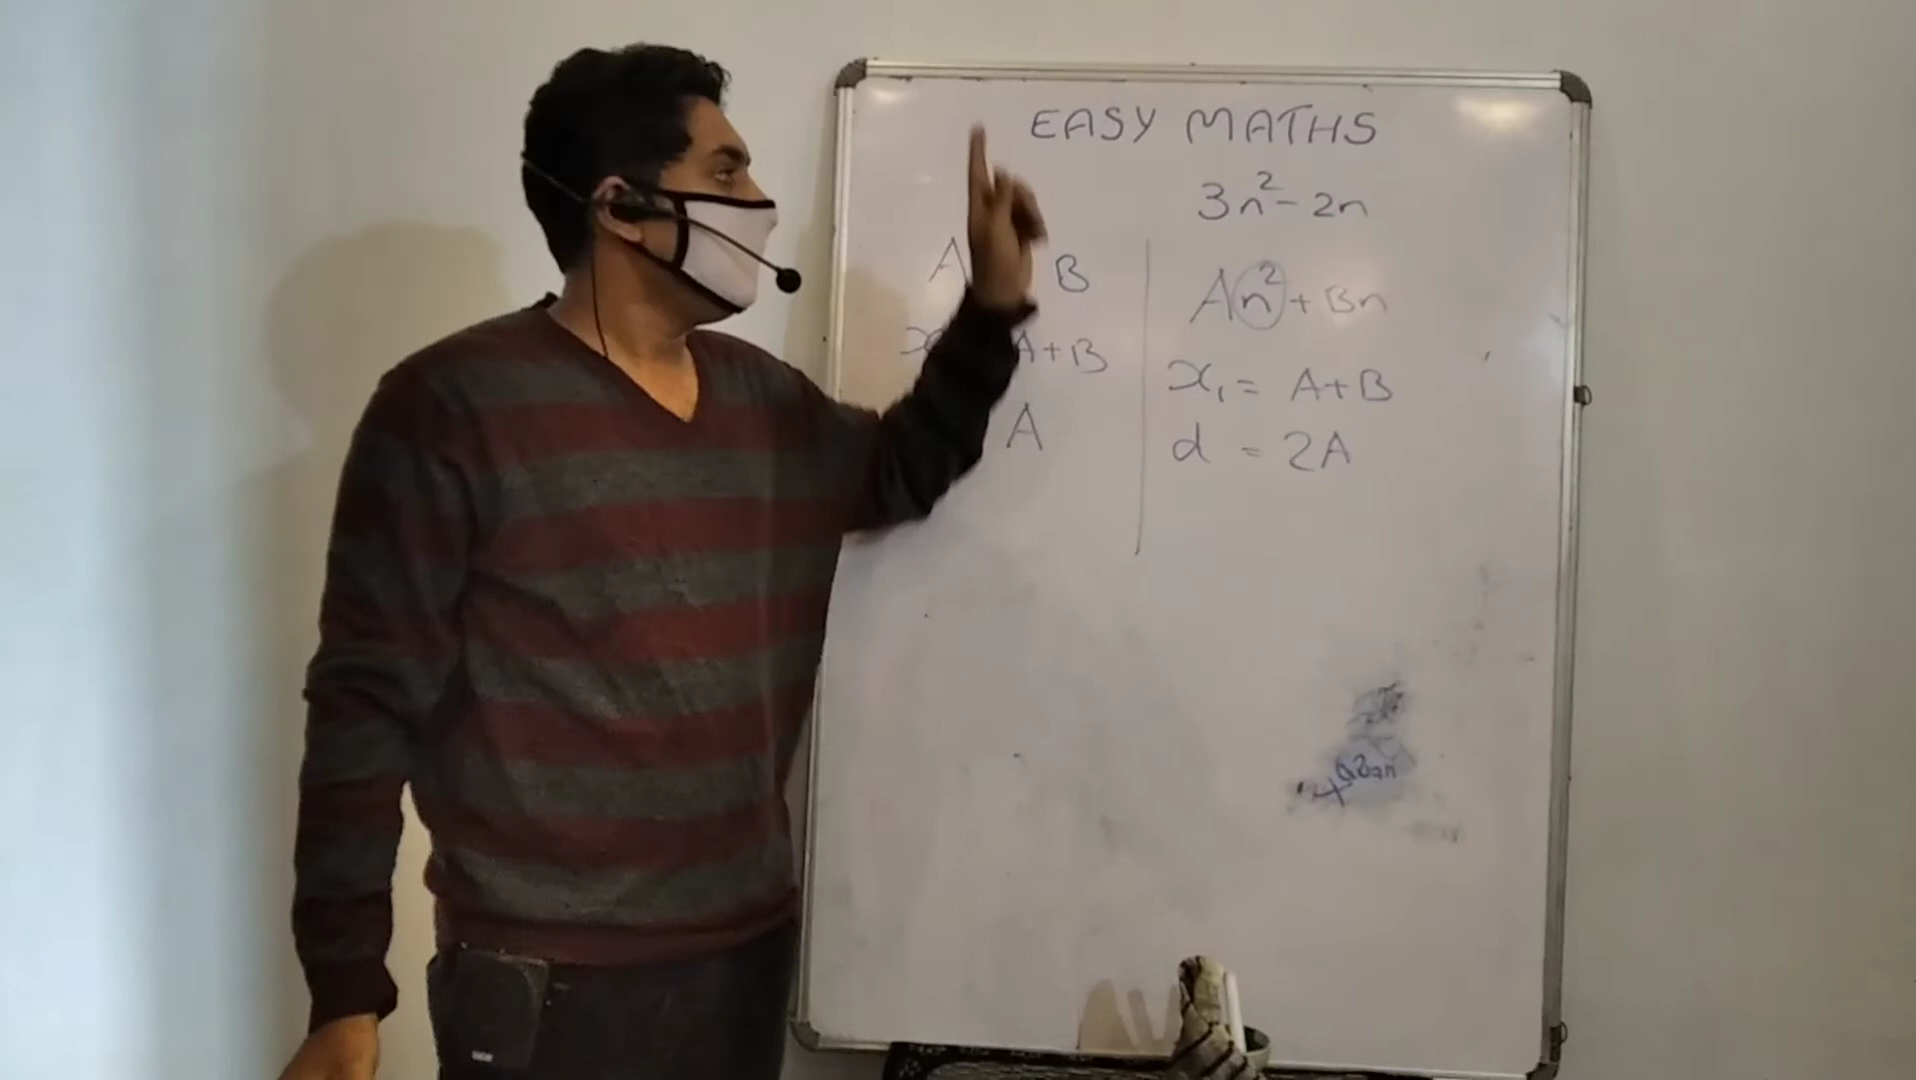 EASY MATHS
3n² - 2n
A B
x A+B
A
An² + Bn
x₁ = A+B
d = 2A